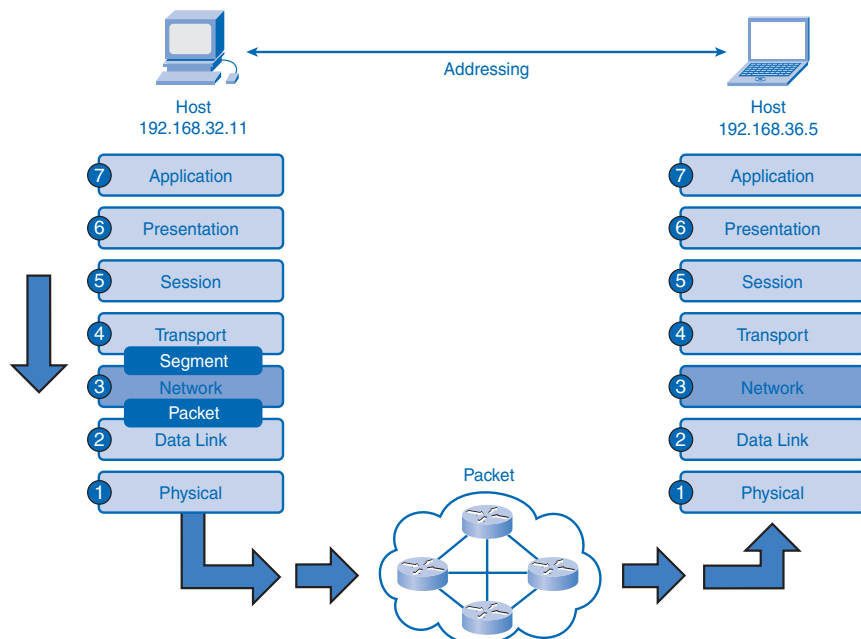 Addressing
Host
192.168.32.11
Host
192.168.36.5
7 Application
6 Presentation
5 Session
4 Transport
Segment
3 Network
Packet
2 Data Link
1 Physical
Packet
7 Application
6 Presentation
5 Session
4 Transport
3 Network
2 Data Link
1 Physical